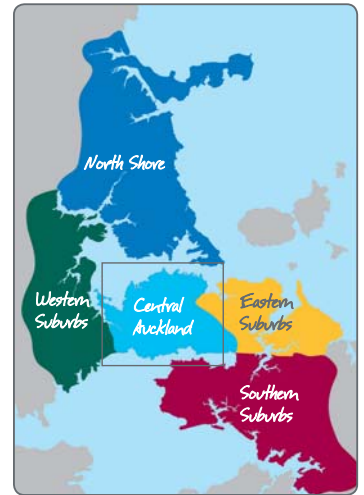 North Shore
Western
Suburbs
Central
Auckland
Eastern
Suburbs
Southern
Suburbs